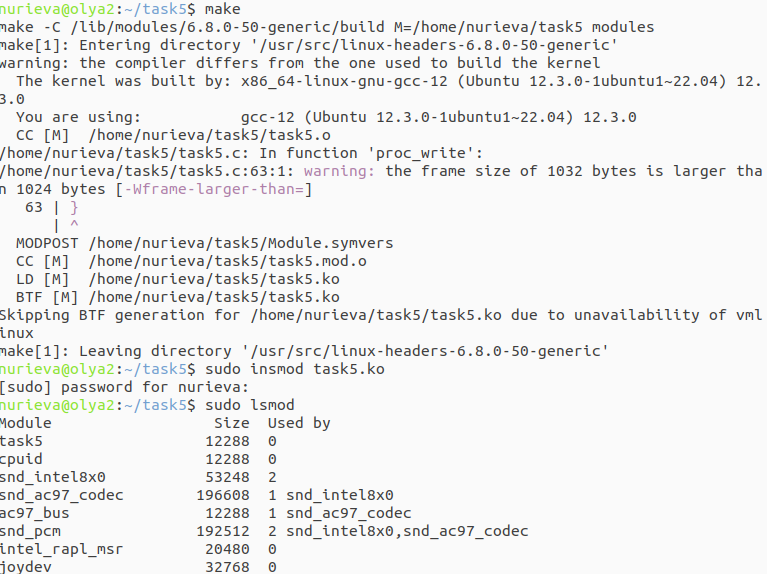 nurieva@olya2:~/task5$ make
make -C /lib/modules/6.8.0-50-generic/build M=/home/nurieva/task5 modules
make[1]: Entering directory '/usr/src/linux-headers-6.8.0-50-generic'
warning: the compiler differs from the one used to build the kernel
  The kernel was built by: x86_64-linux-gnu-gcc-12 (Ubuntu 12.3.0-1ubuntu1~22.04) 12.
3.0
  You are using:           gcc-12 (Ubuntu 12.3.0-1ubuntu1~22.04) 12.3.0
  CC [M]  /home/nurieva/task5/task5.o
/home/nurieva/task5/task5.c: In function 'proc_write':
/home/nurieva/task5/task5.c:63:1: warning: the frame size of 1032 bytes is larger tha
n 1024 bytes [-Wframe-larger-than=]
   63 | }
      | ^
  MODPOST /home/nurieva/task5/Module.symvers
  CC [M]  /home/nurieva/task5/task5.mod.o
  LD [M]  /home/nurieva/task5/task5.ko
  BTF [M] /home/nurieva/task5/task5.ko
Skipping BTF generation for /home/nurieva/task5/task5.ko due to unavailability of vml
inux
make[1]: Leaving directory '/usr/src/linux-headers-6.8.0-50-generic'
nurieva@olya2:~/task5$ sudo insmod task5.ko
[sudo] password for nurieva:
nurieva@olya2:~/task5$ sudo lsmod
Module                  Size  Used by
task5                  12288  0
cpuid                  12288  0
snd_intel8x0           53248  2
snd_ac97_codec        196608  1 snd_intel8x0
ac97_bus               12288  1 snd_ac97_codec
snd_pcm               192512  2 snd_intel8x0,snd_ac97_codec
intel_rapl_msr         20480  0
joydev                 32768  0